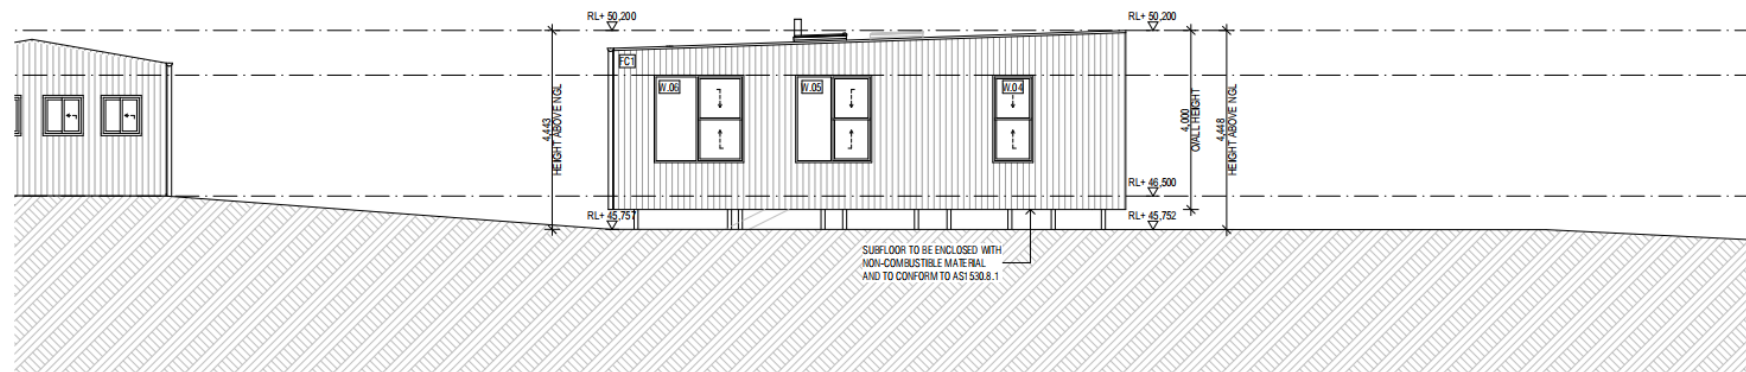 RL+ 50,200
RL+ 50,200
FC1
W.06
W.05
W.04
4,443
HEIGHT ABOVE NGL
4,000
O/ALL HEIGHT
4,448
HEIGHT ABOVE NGL
RL+ 46,500
RL+ 45,757
RL+ 45,752
SUBFLOOR TO BE ENCLOSED WITH
NON-COMBUSTIBLE MATERIAL
AND TO CONFORM TO AS1530.8.1